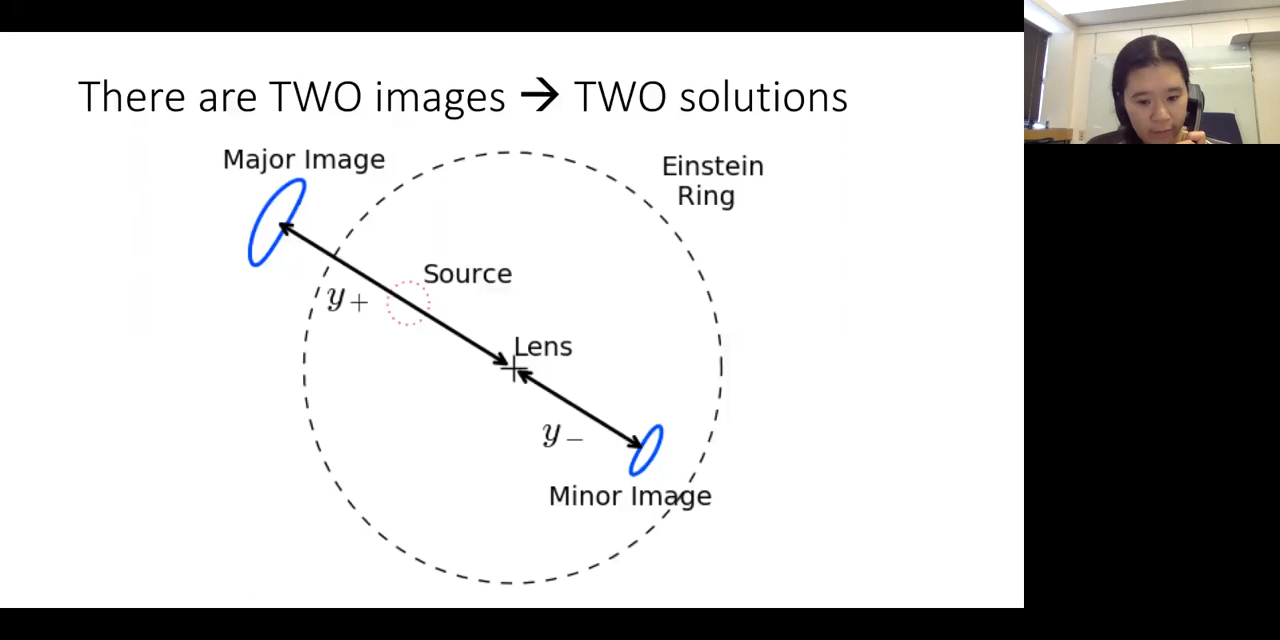 There are TWO images → TWO solutions
Major Image
Einstein
Ring
Source
y+
Lens
y−
Minor Image